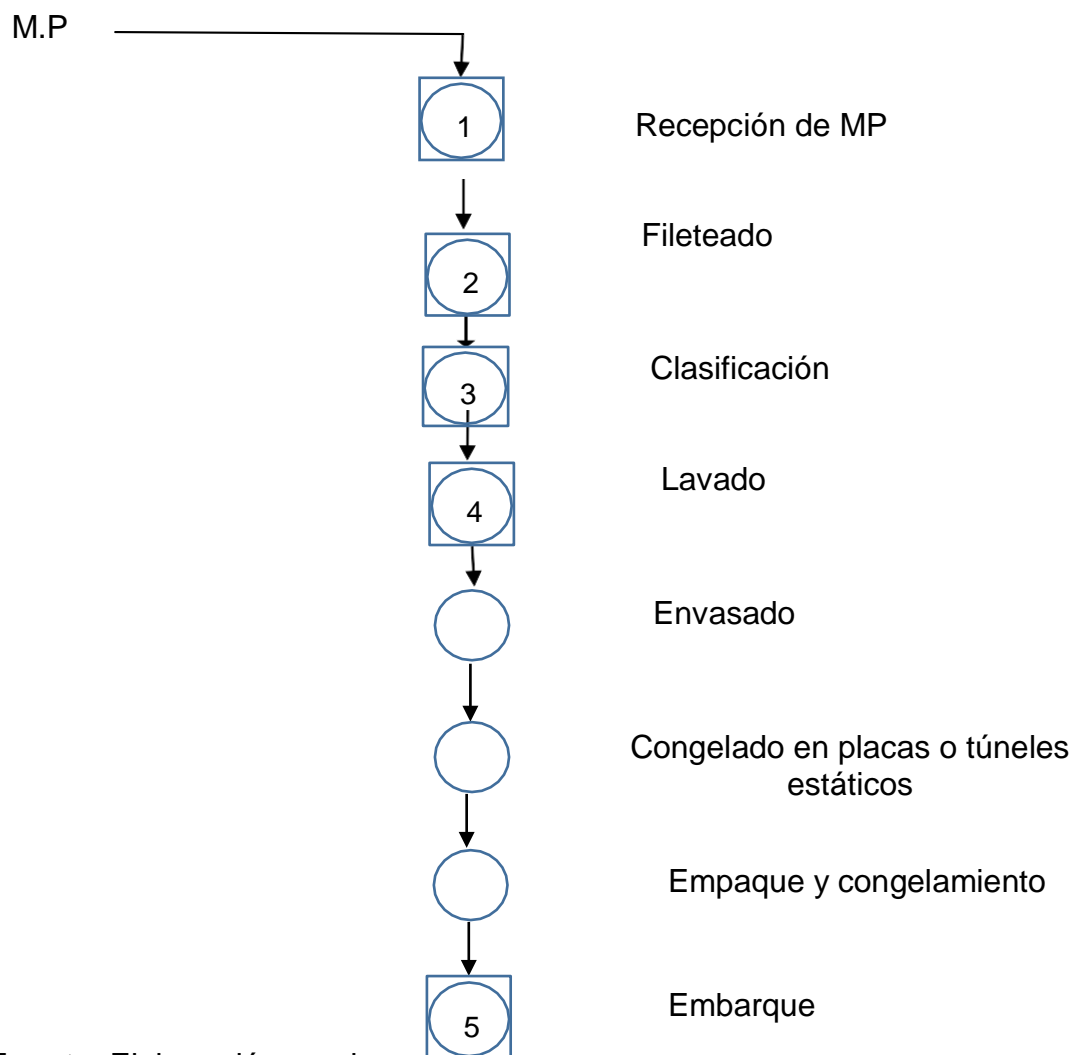 M.P
1
Recepción de MP
Fileteado
2
Clasificación
3
Lavado
4
Envasado
Congelado en placas o túneles
estáticos
Empaque y congelamiento
Embarque
5